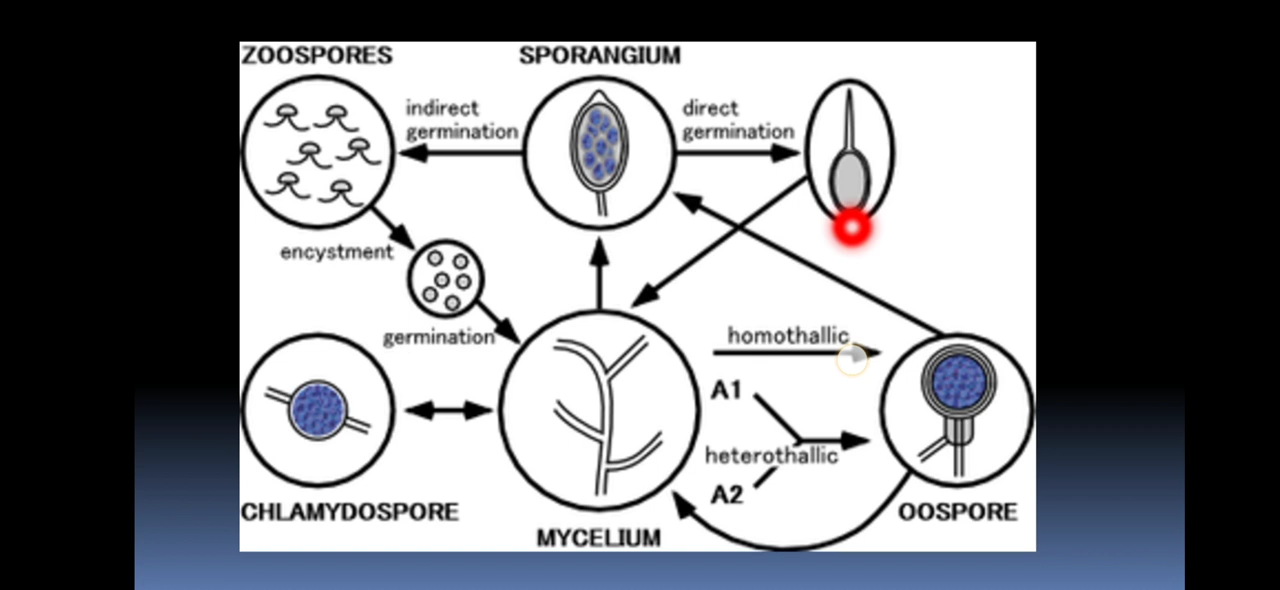 ZOOSPORES
SPORANGIUM
indirect
germination
direct
germination
encystment
germination
homothallic
A1
heterothallic
A2
CHLAMYDOSPORE
MYCELIUM
OOSPORE